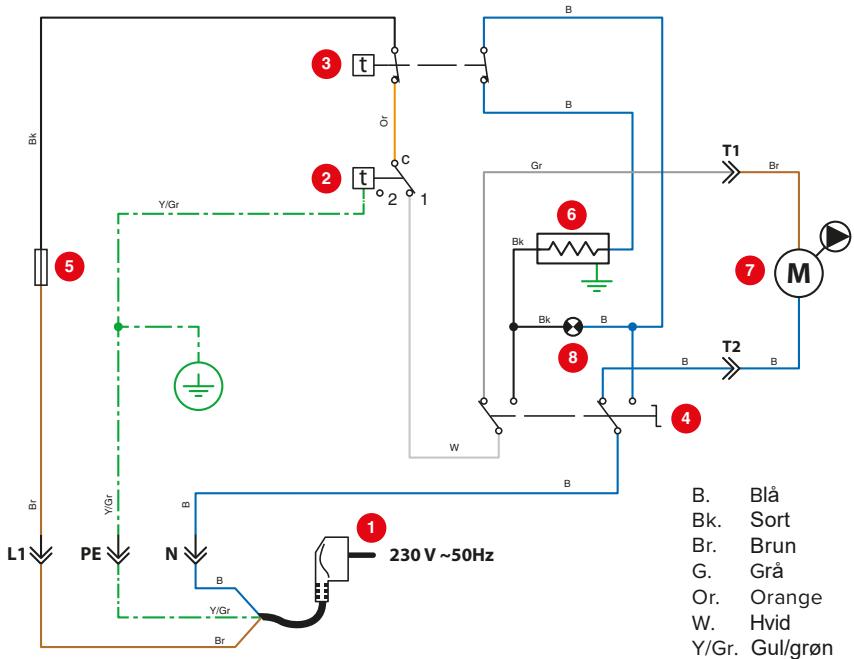 B
3
t
B
Bk
Or
T1
C
Gr
Br
2
t
2
1
Y/Gr
6
Bk
5
7
M
Bk
B
T2
8
B
B
4
W
B
Br
Y/Gr
B
1
L1
PE
N
230 V ~50Hz
B
Y/Gr
Br
B. Blå
Bk. Sort
Br. Brun
G. Grå
Or. Orange
W. Hvid
Y/Gr. Gul/grøn